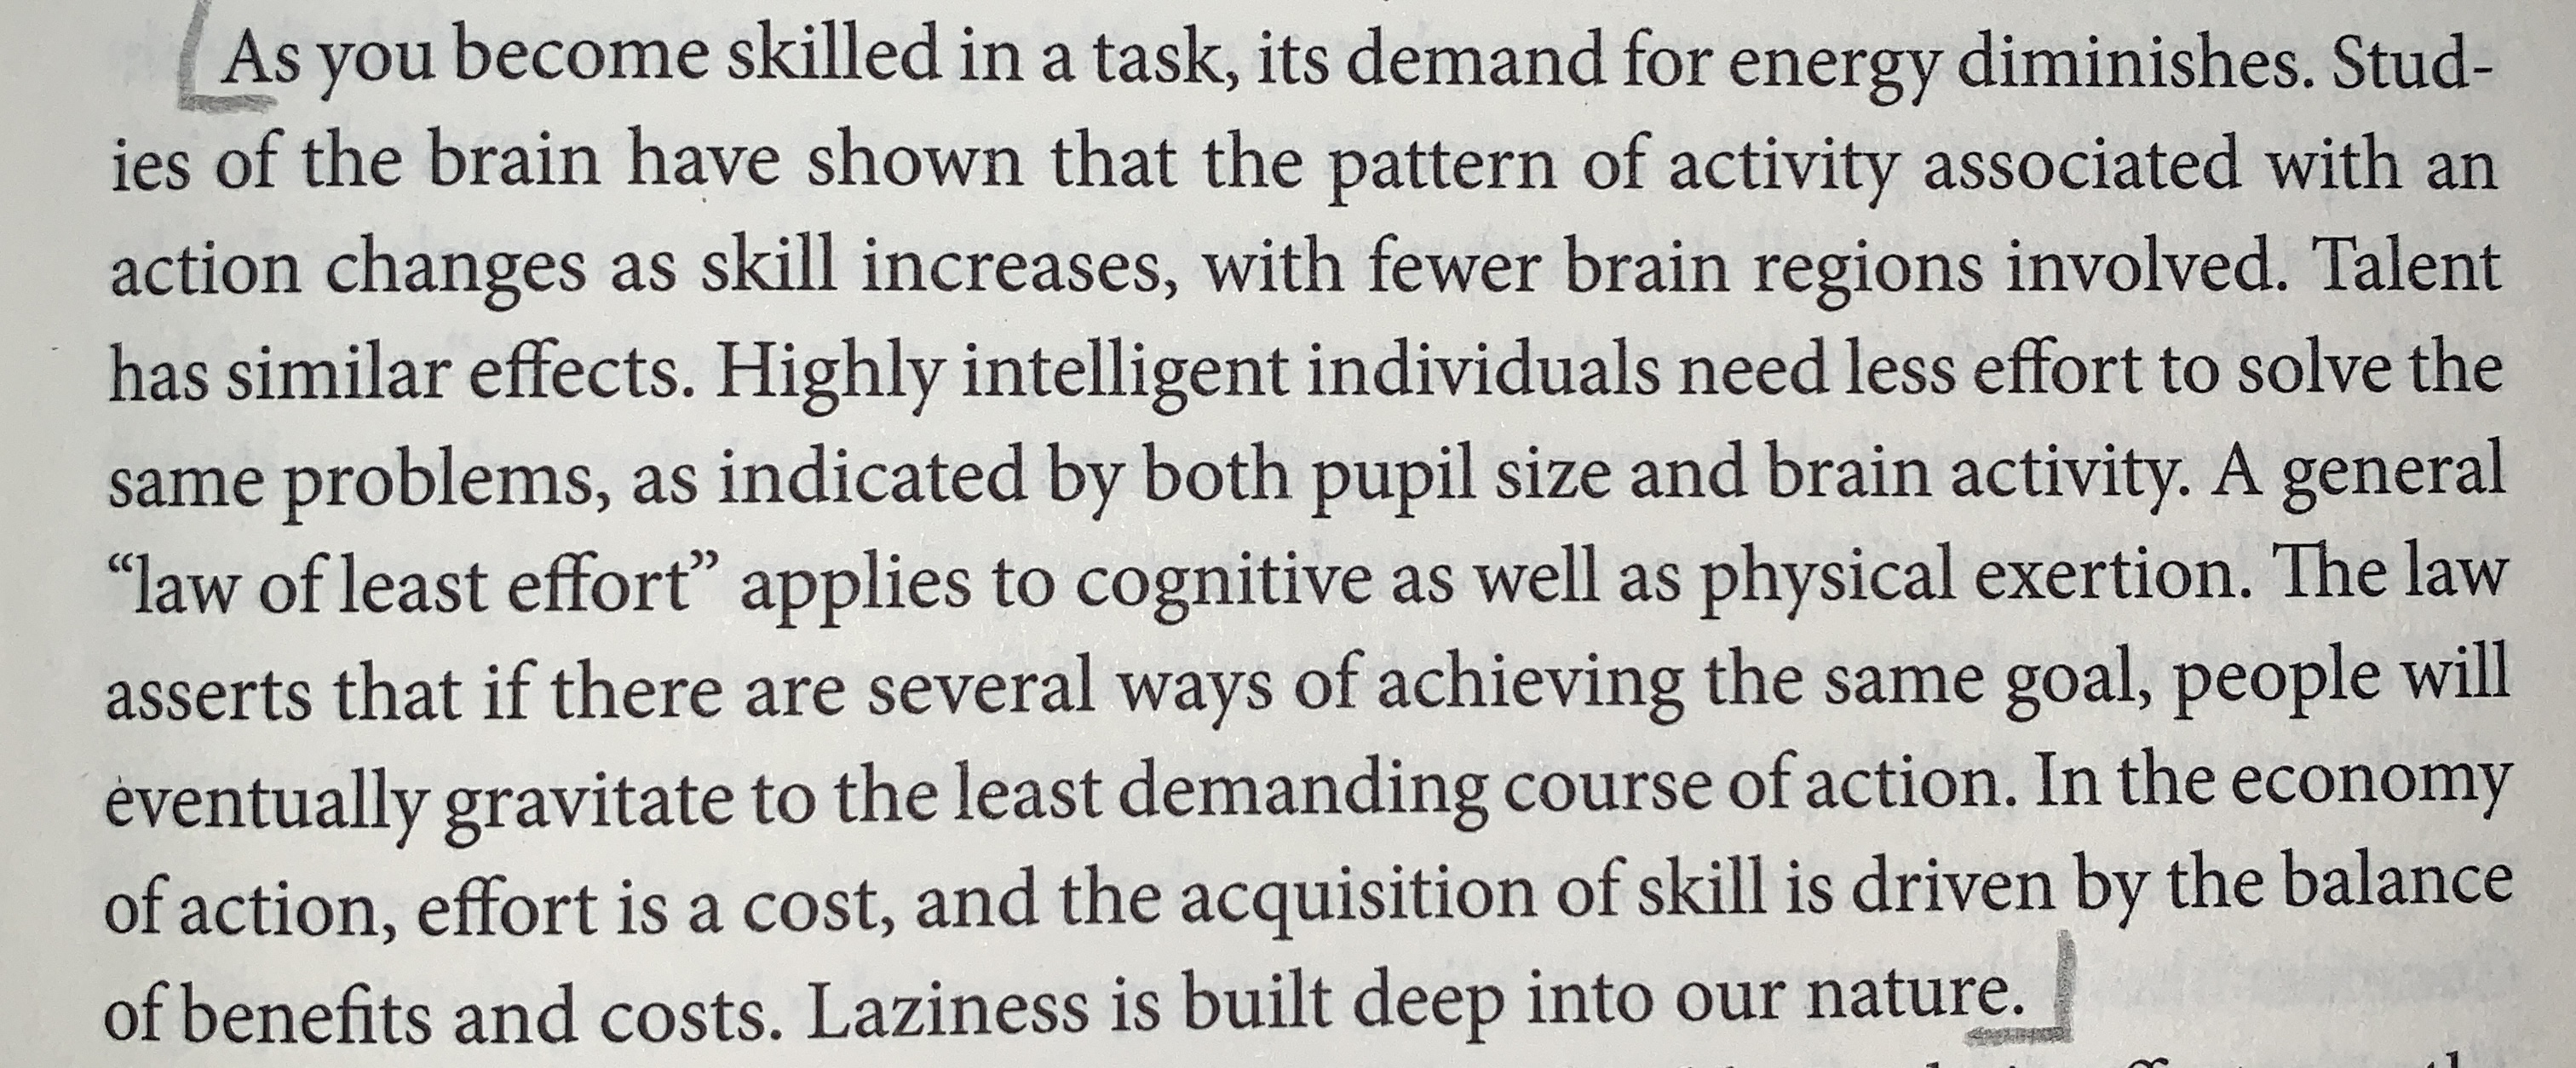 As you become skilled in a task, its demand for energy diminishes. Stud-
ies of the brain have shown that the pattern of activity associated with an
action changes as skill increases, with fewer brain regions involved. Talent
has similar effects. Highly intelligent individuals need less effort to solve the
same problems, as indicated by both pupil size and brain activity. A general
“law of least effort” applies to cognitive as well as physical exertion. The law
asserts that if there are several ways of achieving the same goal, people will
eventually gravitate to the least demanding course of action. In the economy
of action, effort is a cost, and the acquisition of skill is driven by the balance
of benefits and costs. Laziness is built deep into our nature.